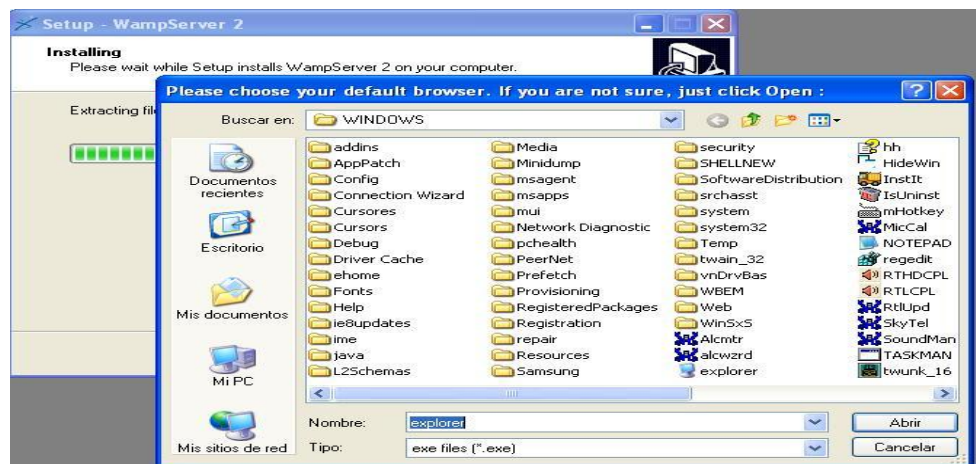 Setup - WampServer 2
Installing
Please wait while Setup installs WampServer 2 on your computer.
Extracting
Please choose your default browser. If you are not sure, just click Open :
Buscar en: WINDOWS
Documentos recientes
Escritorio
Mis documentos
Mi PC
Mis sitios de red
addins
AppPatch
Config
Connection Wizard
Cursores
Cursors
Debug
Driver Cache
ehome
Fonts
Help
ie8updates
ime
java
L2Schemas
Media
Minidump
msagent
msapps
mui
Network Diagnostic
pchealth
PeerNet
Prefetch
Provisioning
RegisteredPackages
Registration
repair
Resources
Samsung
security
SHELLNEW
SoftwareDistribution
srchasst
system
system32
Temp
twain_32
vnDrvBas
WBEM
Web
WinSxS
Alcmtr
alcwzrd
explorer
hh
HideWin
InstIt
IsUninst
mHotkey
MicCal
NOTEPAD
regedit
RTHDCPL
RTLCPL
RtlUpd
SkyTel
SoundMan
TASKMAN
twunk_16
Nombre: explorer
Abrir
Tipo: exe files (*.exe)
Cancelar